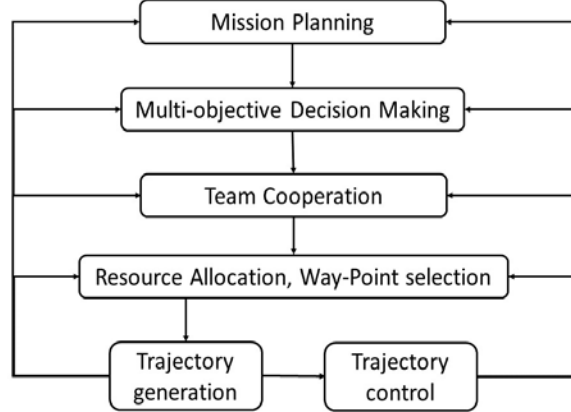 Mission Planning
Multi-objective Decision Making
Team Cooperation
Resource Allocation, Way-Point selection
Trajectory
generation
Trajectory
control